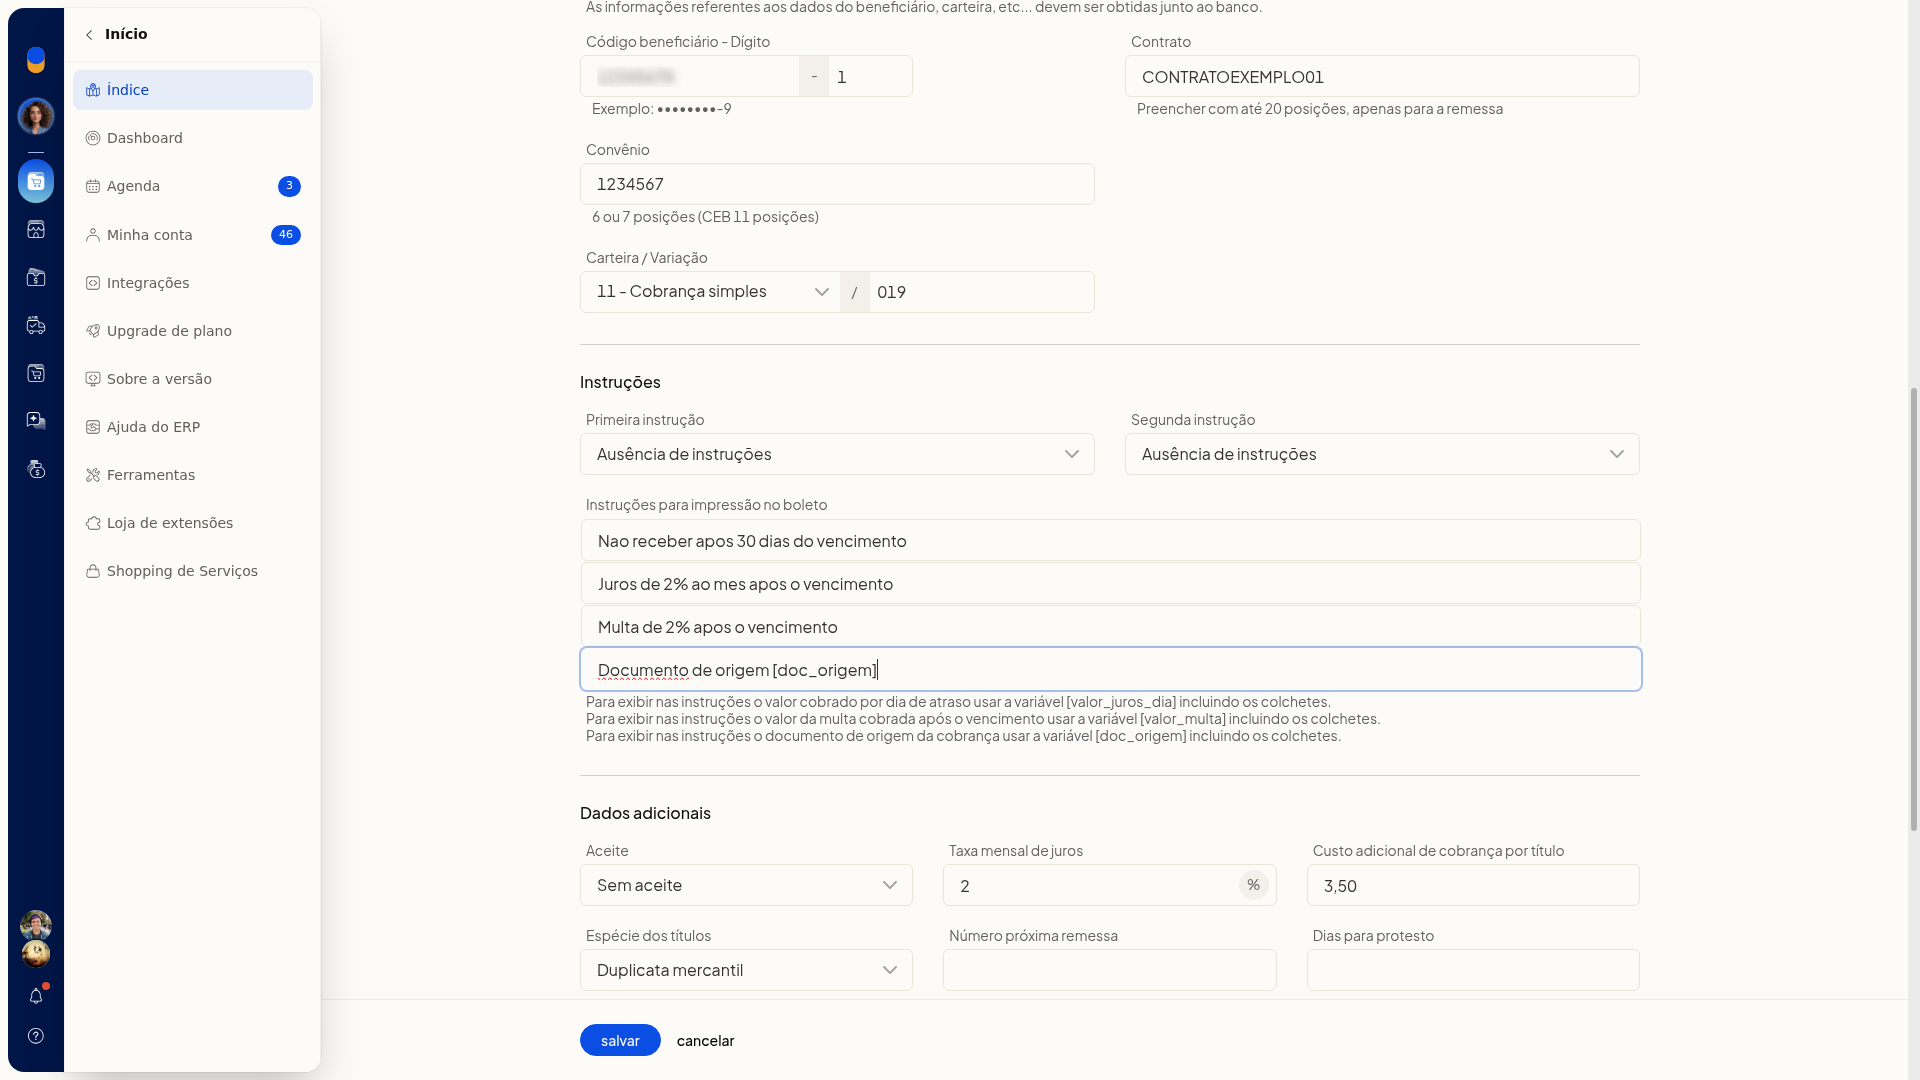 Início
Índice
Dashboard
Agenda
3
Minha conta
46
Integrações
Upgrade de plano
Sobre a versão
Ajuda do ERP
Ferramentas
Loja de extensões
Shopping de Serviços
As informações referentes aos dados do beneficiário, carteira, etc... devem ser obtidas junto ao banco.
Código beneficiário - Dígito
Contrato
- 1
CONTRATOEXEMPLO01
Exemplo: ••••••••-9
Preencher com até 20 posições, apenas para a remessa
Convênio
1234567
6 ou 7 posições (CEB 11 posições)
Carteira / Variação
11 - Cobrança simples / 019
Instruções
Primeira instrução
Segunda instrução
Ausência de instruções
Ausência de instruções
Instruções para impressão no boleto
Nao receber apos 30 dias do vencimento
Juros de 2% ao mes apos o vencimento
Multa de 2% apos o vencimento
Documento de origem [doc_origem]
Para exibir nas instruções o valor cobrado por dia de atraso usar a variável [valor_juros_dia] incluindo os colchetes.
Para exibir nas instruções o valor da multa cobrada após o vencimento usar a variável [valor_multa] incluindo os colchetes.
Para exibir nas instruções o documento de origem da cobrança usar a variável [doc_origem] incluindo os colchetes.
Dados adicionais
Aceite
Taxa mensal de juros
Custo adicional de cobrança por título
Sem aceite
2 %
3,50
Espécie dos títulos
Número próxima remessa
Dias para protesto
Duplicata mercantil
salvar
cancelar